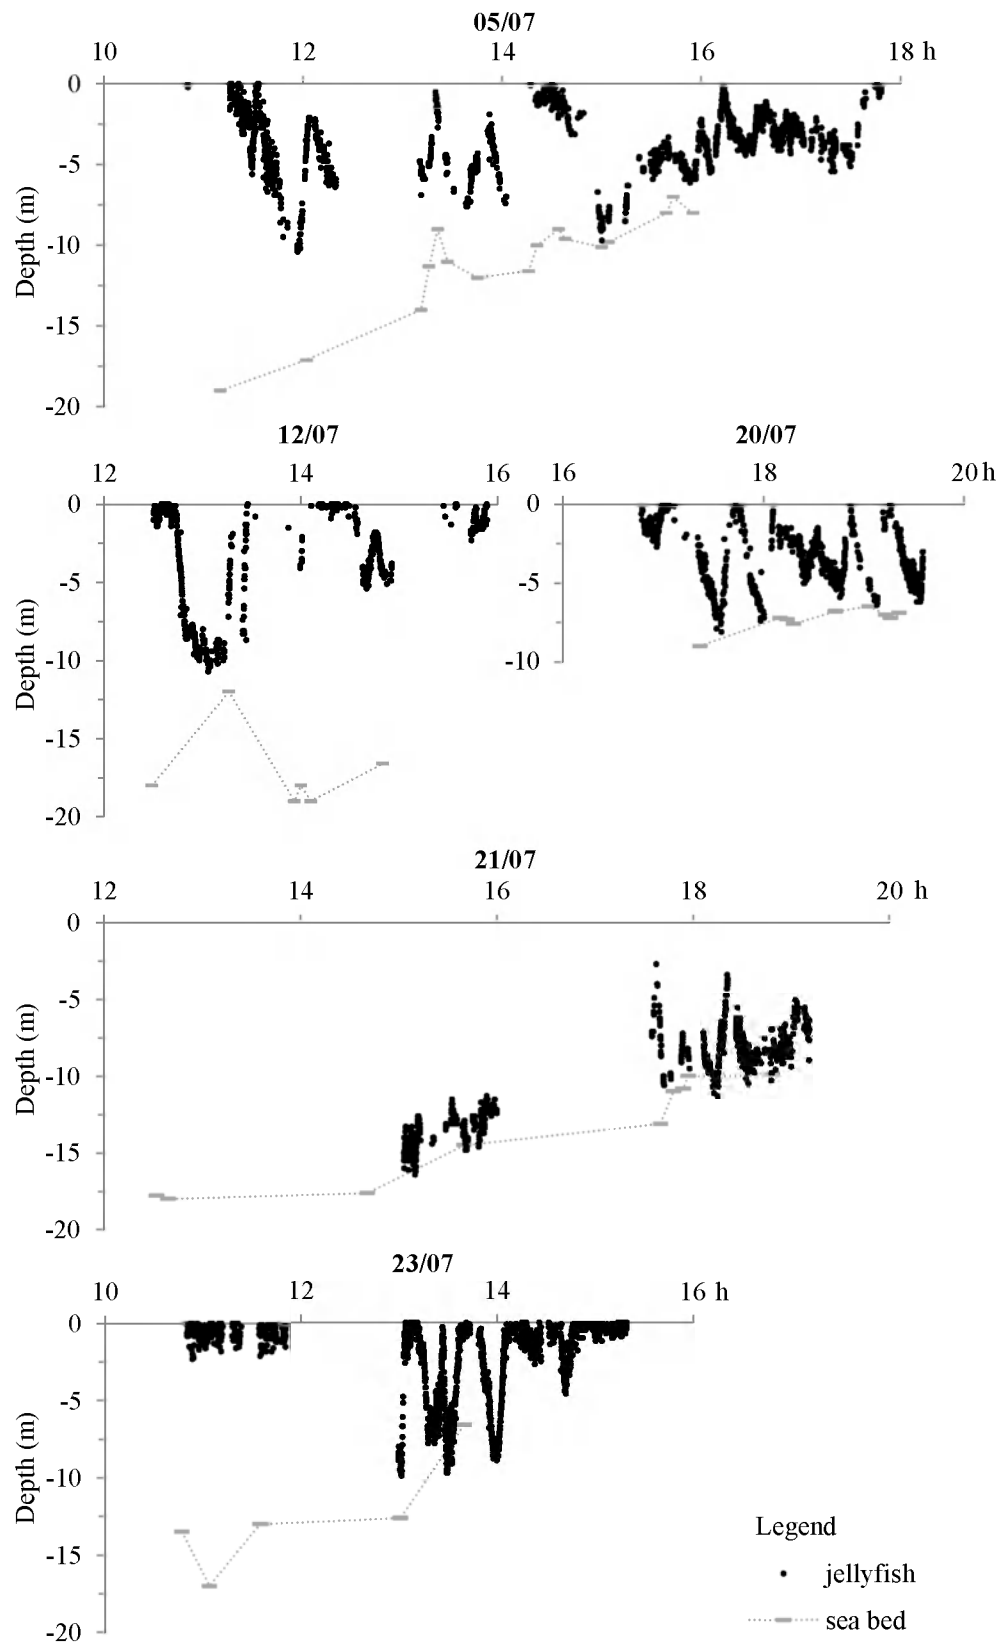 05/07
10 12 14 16 18 h
0
-5
-10
-15
-20
Depth (m)
12/07 20/07
12 14 16 16 18 20 h
0 0
-5 -5
-10 -10
-15
-20
Depth (m)
21/07
12 14 16 18 20 h
0
-5
-10
-15
-20
Depth (m)
23/07
10 12 14 16 h
0
-5
-10
-15
-20
Depth (m)
Legend
jellyfish
sea bed